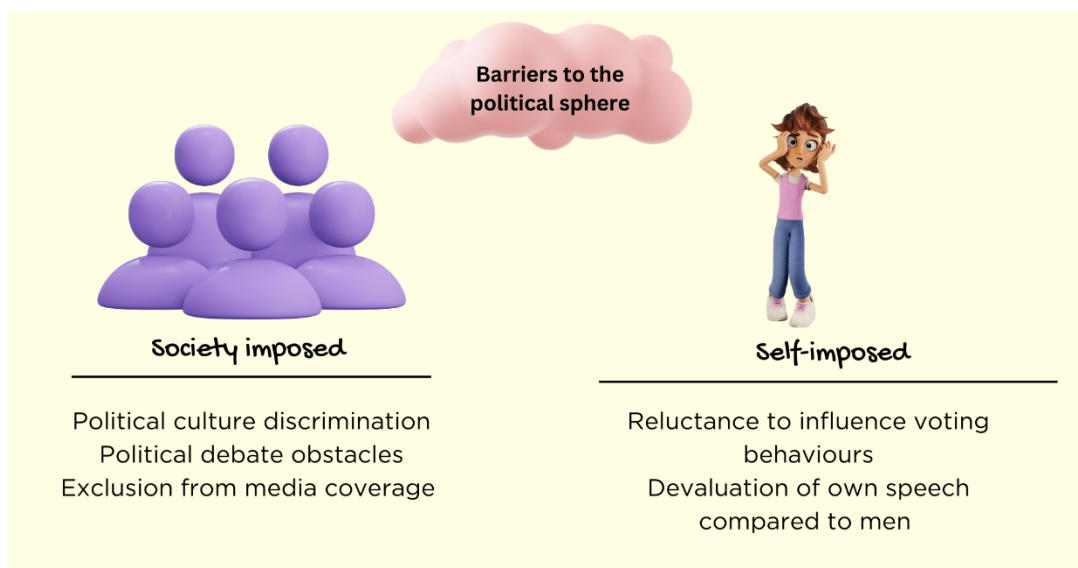 Barriers to the
political sphere
Society imposed
Political culture discrimination
Political debate obstacles
Exclusion from media coverage
Self-imposed
Reluctance to influence voting
behaviours
Devaluation of own speech
compared to men